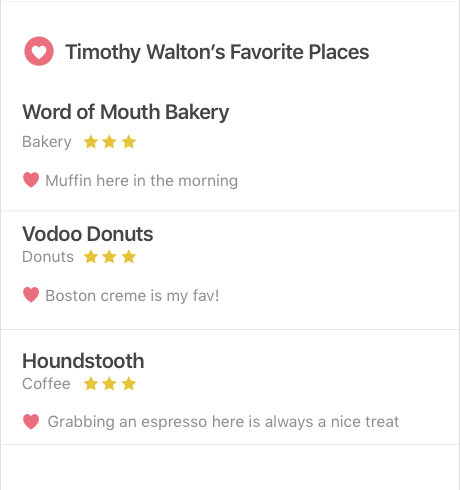 Timothy Walton’s Favorite Places
Word of Mouth Bakery
Bakery
Muffin here in the morning
Vodoo Donuts
Donuts
Boston creme is my fav!
Houndstooth
Coffee
Grabbing an espresso here is always a nice treat